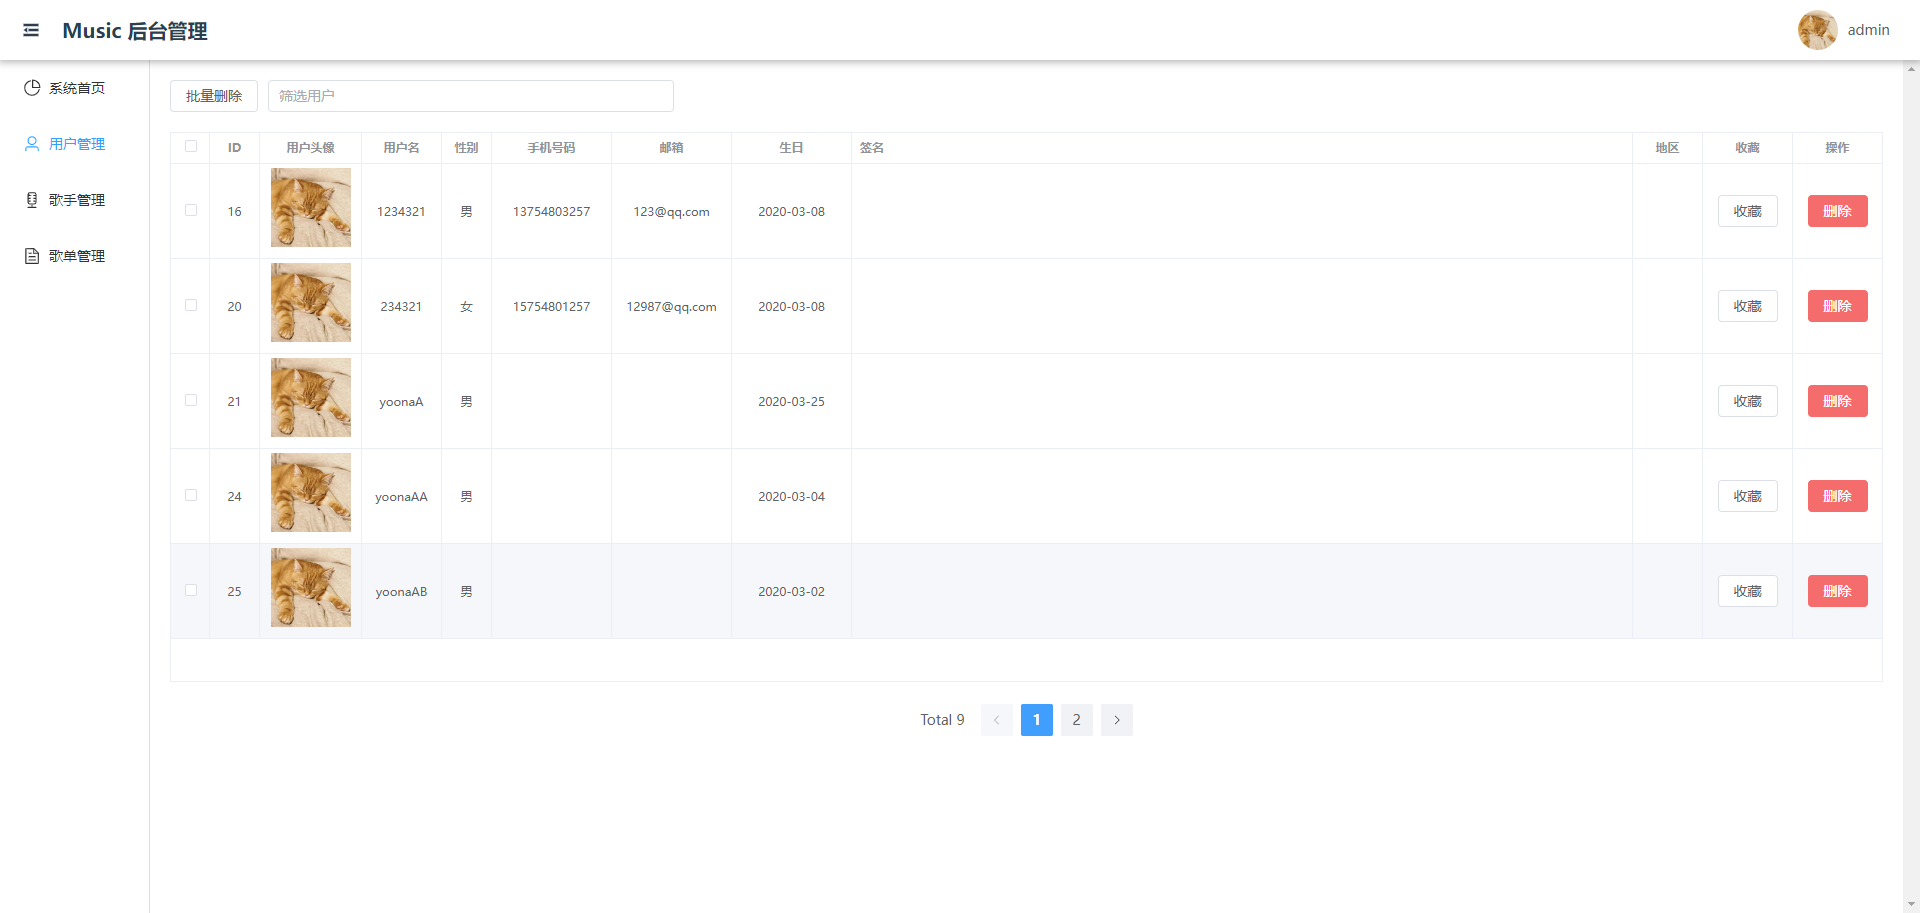 Music 后台管理
admin
系统首页
用户管理
歌手管理
歌单管理
批量删除 筛选用户
ID 用户头像 用户名 性别 手机号码 邮箱 生日 签名 地区 收藏 操作
16 1234321 男 13754803257 123@qq.com 2020-03-08 收藏 删除
20 234321 女 15754801257 12987@qq.com 2020-03-08 收藏 删除
21 yoonaA 男 2020-03-25 收藏 删除
24 yoonaAA 男 2020-03-04 收藏 删除
25 yoonaAB 男 2020-03-02 收藏 删除
Total 9 1 2